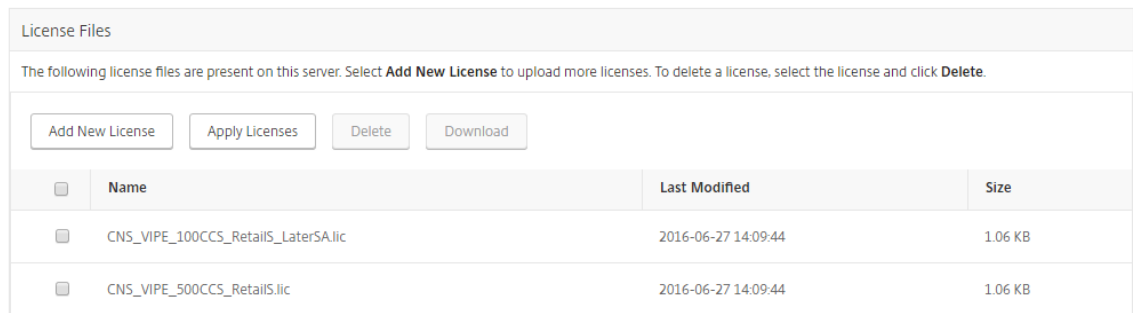 License Files
The following license files are present on this server. Select Add New License to upload more licenses. To delete a license, select the license and click Delete.
Add New License Apply Licenses Delete Download
Name Last Modified Size
CNS_VIPE_100CCS_RetailS_LaterSA.lic 2016-06-27 14:09:44 1.06 KB
CNS_VIPE_500CCS_RetailS.lic 2016-06-27 14:09:44 1.06 KB